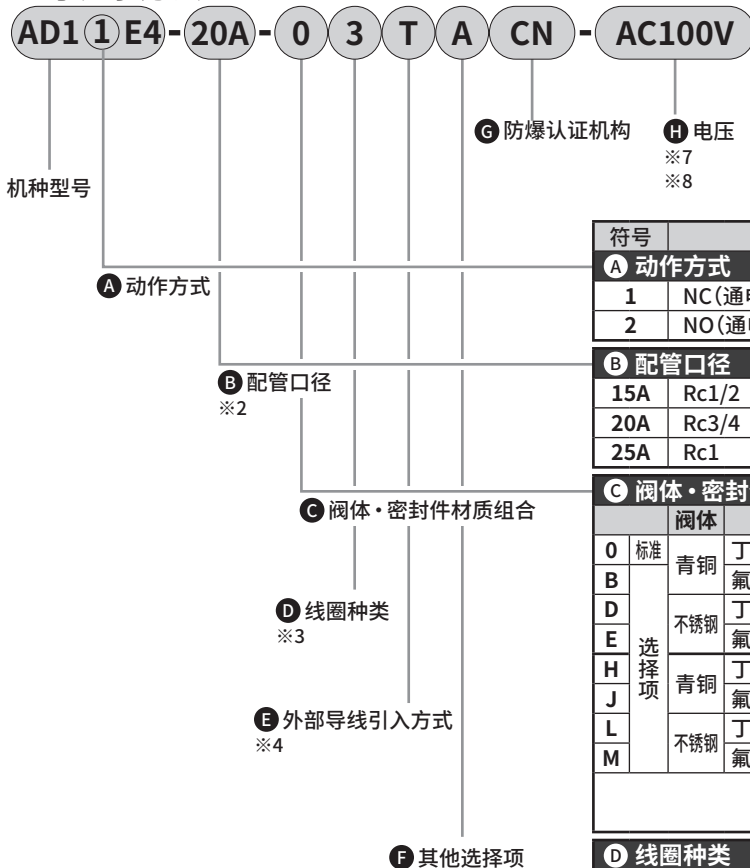 AD1 1 E4 - 20A - 0 3 T A CN - AC100V
G 防爆认证机构
H 电压
※7
※8
机种型号
A 动作方式
B 配管口径
※2
C 阀体・密封件材质组合
D 线圈种类
※3
E 外部导线引入方式
※4
F 其他选择项
符号
A 动作方式
1 NC(通
2 NO(通
B 配管口径
15A Rc1/2
20A Rc3/4
25A Rc1
C 阀体・密封
阀体
0 标准 青铜 丁
B 选择项 氟
D 不锈钢 丁
E 氟
H 青铜 丁
J 氟
L 不锈钢 丁
M 氟
D 线圈种类